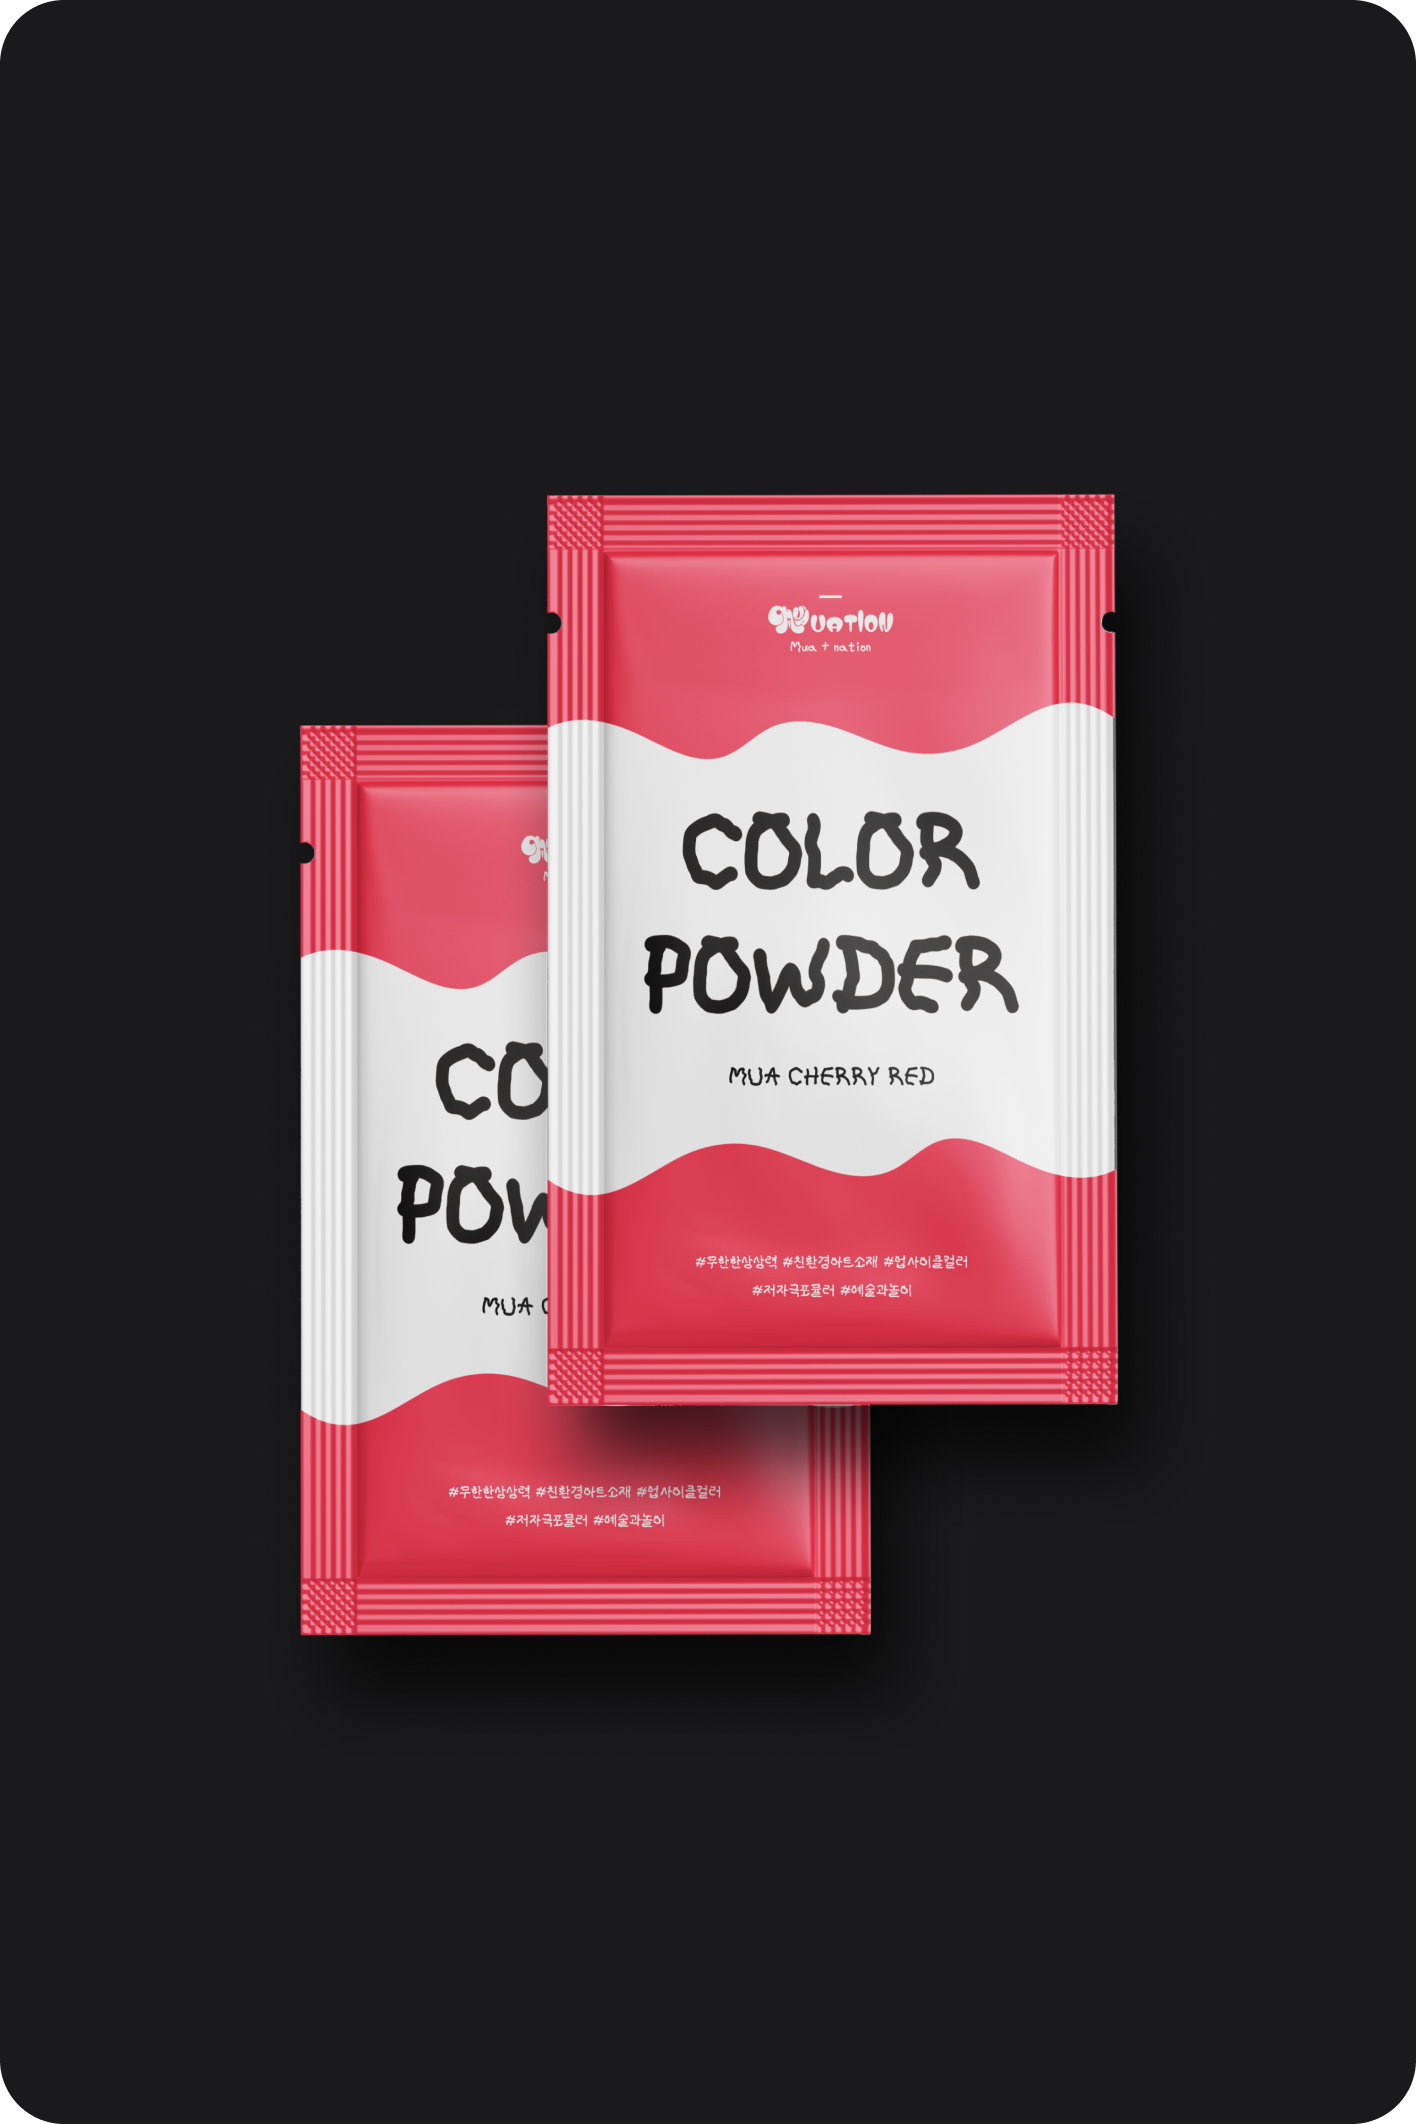 Mua + nation
COLOR
POWDER
MUA CHERRY RED
#무한한상상력 #친환경아트소재 #업사이클컬러
#저자극포뮬러 #예술과놀이
CO
POW
MUA C
#무한한상상력 #친환경아트소재 #업사이클컬러
#저자극포뮬러 #예술과놀이